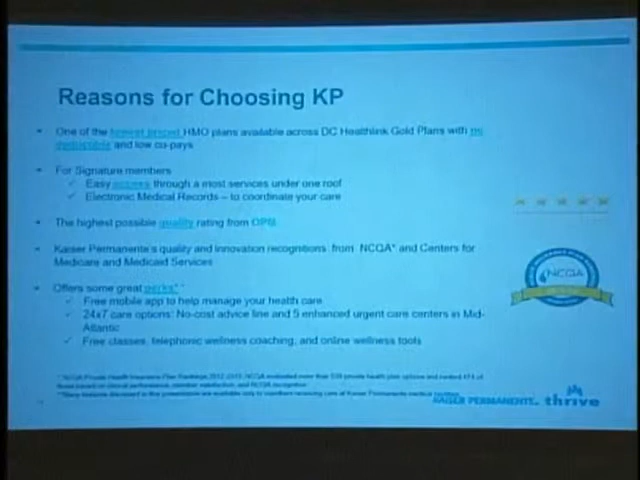 Reasons for Choosing KP
• One of the lowest priced HMO plans available across DC Healthlink Gold Plans with no
deductible and low co-pays
• For Signature members
✓ Easy access through a most services under one roof
✓ Electronic Medical Records – to coordinate your care
• The highest possible quality rating from OPM
• Kaiser Permanente's quality and innovation recognitions from NCQA* and Centers for
Medicare and Medicaid Services
• Offers some great perks**
✓ Free mobile app to help manage your health care
✓ 24x7 care options: No-cost advice line and 5 enhanced urgent care centers in Mid-
Atlantic
✓ Free classes, telephonic wellness coaching, and online wellness tools
NCQA
KAISER PERMANENTE. thrive